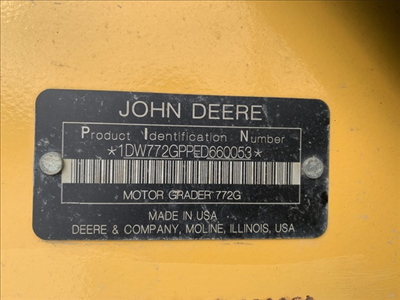 JOHN DEERE
Product Identification Number
*1DW772GPPED660053*
MOTOR GRADER 772G
MADE IN USA
DEERE & COMPANY, MOLINE, ILLINOIS, USA